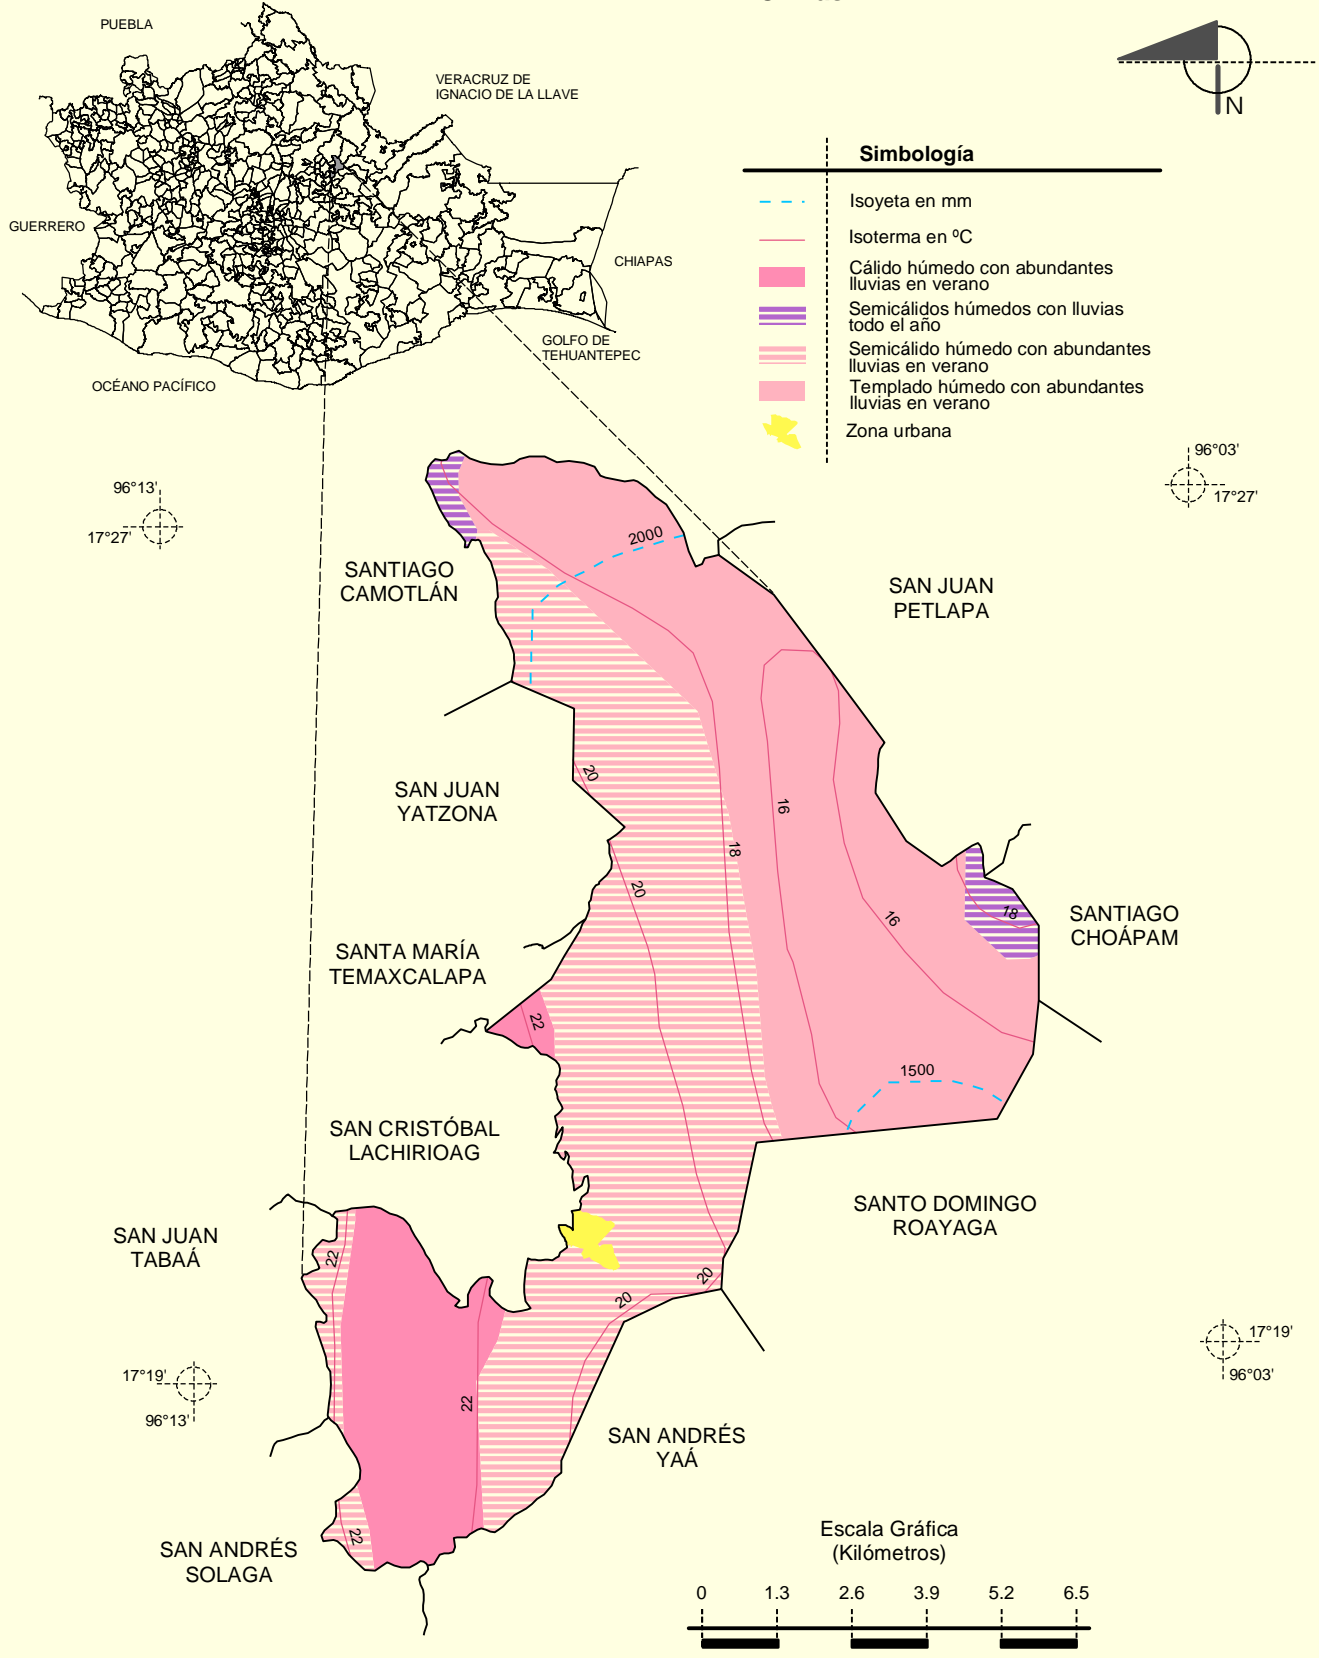 PUEBLA
VERACRUZ DE
IGNACIO DE LA LLAVE
GUERRERO
CHIAPAS
GOLFO DE
TEHUANTEPEC
OCÉANO PACÍFICO
N
Simbología
Isoyeta en mm
Isoterma en ºC
Cálido húmedo con abundantes
lluvias en verano
Semicálidos húmedos con lluvias
todo el año
Semicálido húmedo con abundantes
lluvias en verano
Templado húmedo con abundantes
lluvias en verano
Zona urbana
96°13'
17°27'
96°03'
17°27'
2000
SANTIAGO
CAMOTLÁN
SAN JUAN
PETLAPA
20
SAN JUAN
YATZONA
16
18
20
16
18
SANTIAGO
CHOÁPAM
SANTA MARÍA
TEMAXCALAPA
22
1500
SAN CRISTÓBAL
LACHIRIOAG
SANTO DOMINGO
ROAYAGA
SAN JUAN
TABAÁ
22
20
20
17°19'
96°03'
17°19'
96°13'
22
SAN ANDRÉS
YAÁ
22
SAN ANDRÉS
SOLAGA
Escala Gráfica
(Kilómetros)
0 1.3 2.6 3.9 5.2 6.5